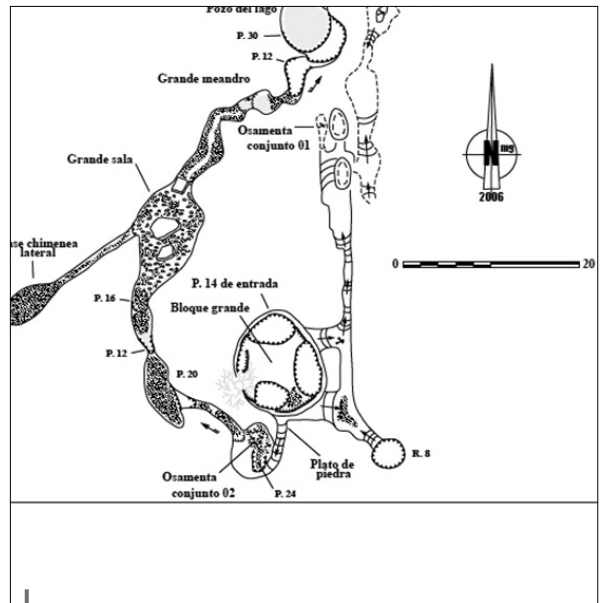 Pozo del lago
P. 30
P. 12
Grande meandro
Osamenta
conjunto 01
N mg
2006
Grande sala
lateral
chimenea
0 20
P. 14 de entrada
Bloque grande
P. 16
P. 12
P. 20
Plato de
piedra
R. 8
Osamenta
conjunto 02
P. 24